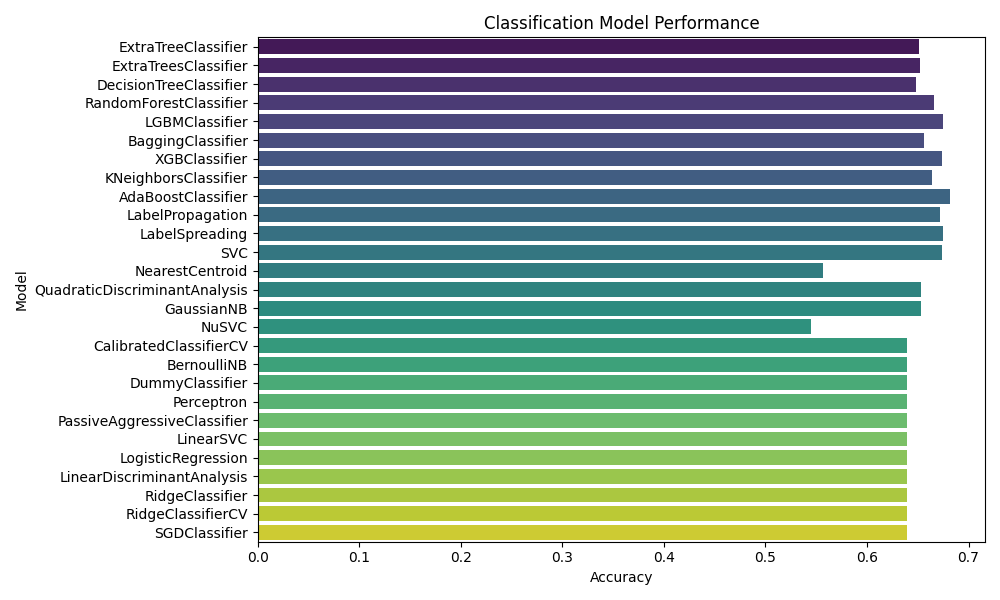 Classification Model Performance
ExtraTreeClassifier
ExtraTreesClassifier
DecisionTreeClassifier
RandomForestClassifier
LGBMClassifier
BaggingClassifier
XGBClassifier
KNeighborsClassifier
AdaBoostClassifier
LabelPropagation
LabelSpreading
SVC
NearestCentroid
QuadraticDiscriminantAnalysis
GaussianNB
NuSVC
CalibratedClassifierCV
BernoulliNB
DummyClassifier
Perceptron
PassiveAggressiveClassifier
LinearSVC
LogisticRegression
LinearDiscriminantAnalysis
RidgeClassifier
RidgeClassifierCV
SGDClassifier
Model
0.0 0.1 0.2 0.3 0.4 0.5 0.6 0.7
Accuracy